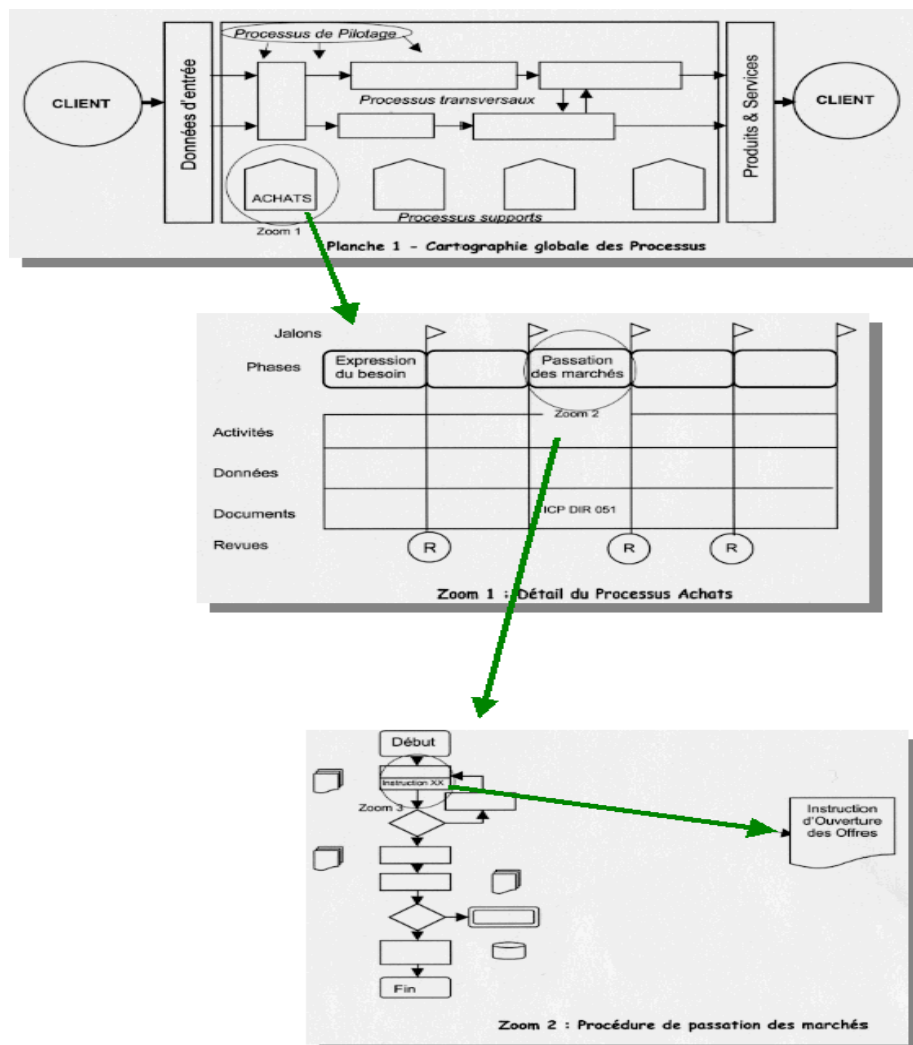 Processus de Pilotage
CLIENT
Données d'entrée
Processus transversaux
Produits & Services
CLIENT
ACHATS
Processus supports
Zoom 1
Planche 1 - Cartographie globale des Processus
Jalons
Phases
Expression
du besoin
Passation
des marchés
Zoom 2
Activités
Données
Documents
ICP DIR 051
Revues
R
R
R
Zoom 1 : Détail du Processus Achats
Début
Instruction XX
Zoom 3
Instruction
d'Ouverture
des Offres
Fin
Zoom 2 : Procédure de passation des marchés